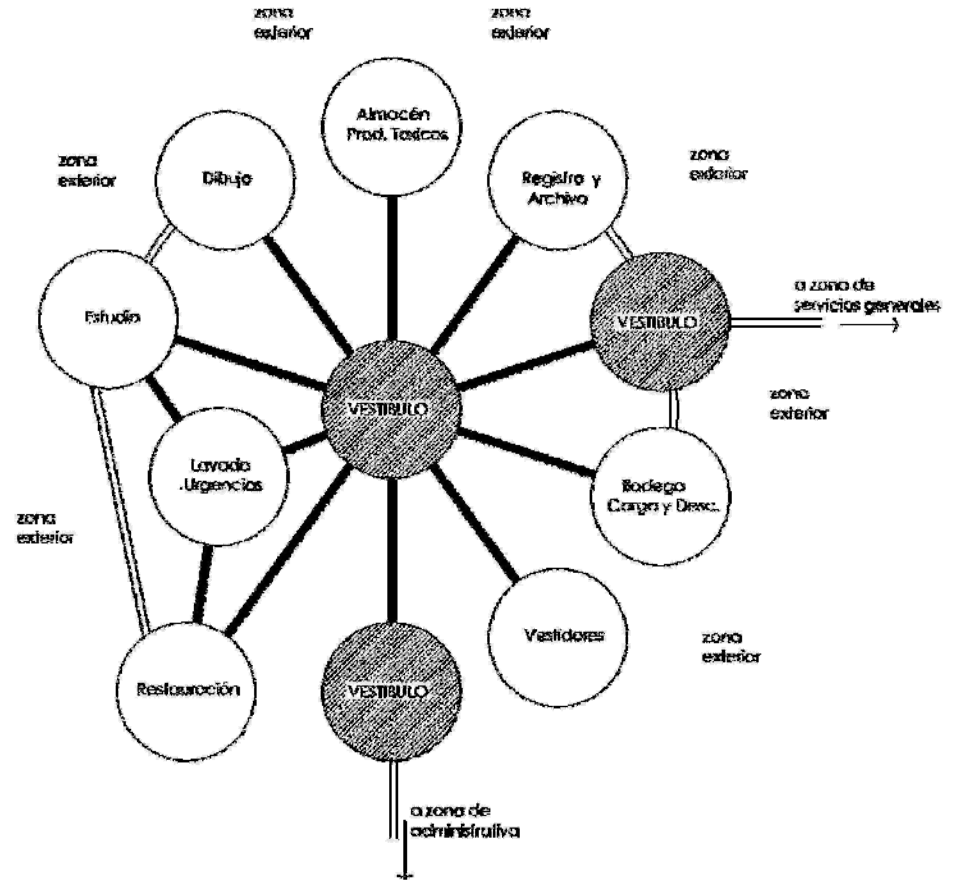 zona
exterior
zona
exterior
Almacén
Prod. Toxicos
zona
exterior
Dibujo
Registro y
Archivo
zona
exterior
Estudio
VESTIBULO
a zona de
servicios generales
VESTIBULO
zona
exterior
Lavado
.Urgencias
Bodega
Carga y Desc.
zona
exterior
Vestidores
zona
exterior
Restauración
VESTIBULO
a zona de
administrativa